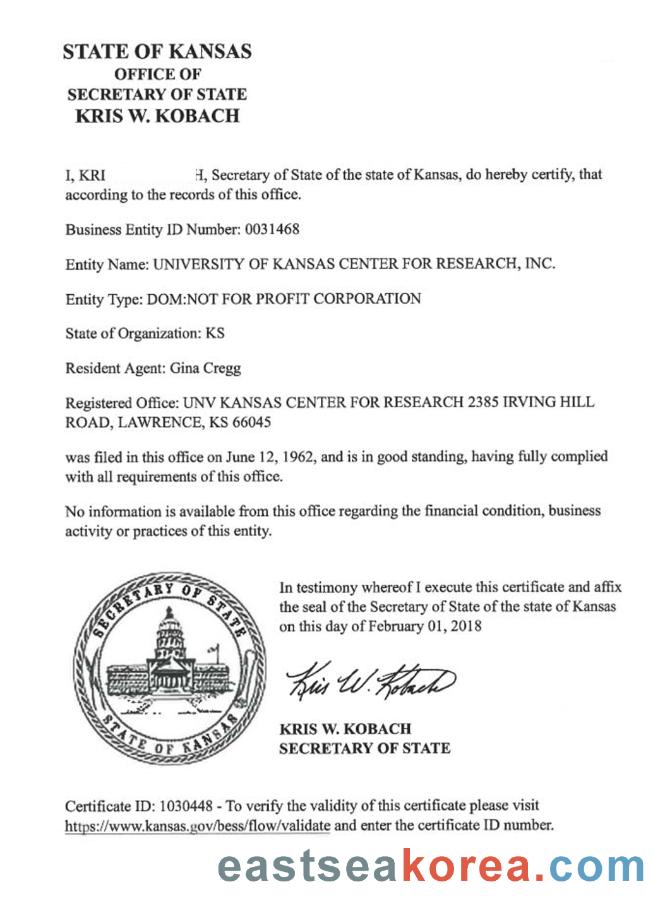 STATE OF KANSAS
OFFICE OF
SECRETARY OF STATE
KRIS W. KOBACH
I, KRI H, Secretary of State of the state of Kansas, do hereby certify, that
according to the records of this office.
Business Entity ID Number: 0031468
Entity Name: UNIVERSITY OF KANSAS CENTER FOR RESEARCH, INC.
Entity Type: DOM:NOT FOR PROFIT CORPORATION
State of Organization: KS
Resident Agent: Gina Cregg
Registered Office: UNV KANSAS CENTER FOR RESEARCH 2385 IRVING HILL
ROAD, LAWRENCE, KS 66045
was filed in this office on June 12, 1962, and is in good standing, having fully complied
with all requirements of this office.
No information is available from this office regarding the financial condition, business
activity or practices of this entity.
SECRETARY OF STATE
STATE OF KANSAS
In testimony whereof I execute this certificate and affix
the seal of the Secretary of State of the state of Kansas
on this day of February 01, 2018
Kris W. Kobach
KRIS W. KOBACH
SECRETARY OF STATE
Certificate ID: 1030448 - To verify the validity of this certificate please visit
https://www.kansas.gov/bess/flow/validate and enter the certificate ID number.
eastseakorea.com